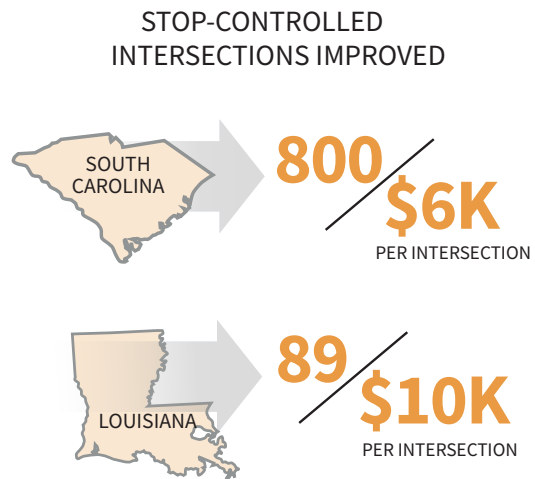 STOP-CONTROLLED
INTERSECTIONS IMPROVED
SOUTH
CAROLINA
800
$6K
PER INTERSECTION
LOUISIANA
89
$10K
PER INTERSECTION